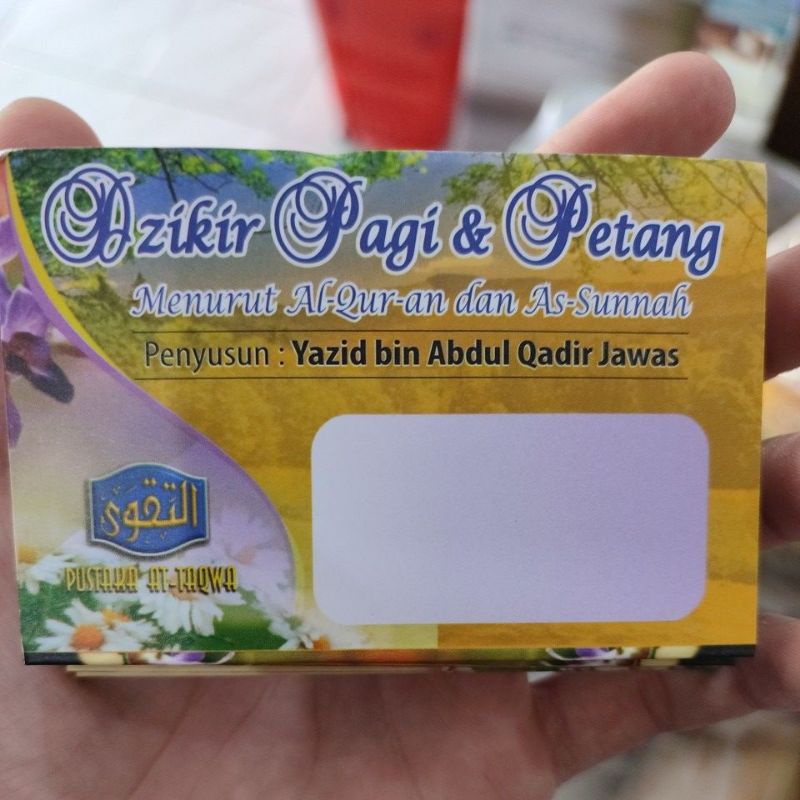 Dzikir Pagi & Petang
Menurut Al-Qur-an dan As-Sunnah
Penyusun : Yazid bin Abdul Qadir Jawas
التقوى
PUSTAKA AT-TAQWA